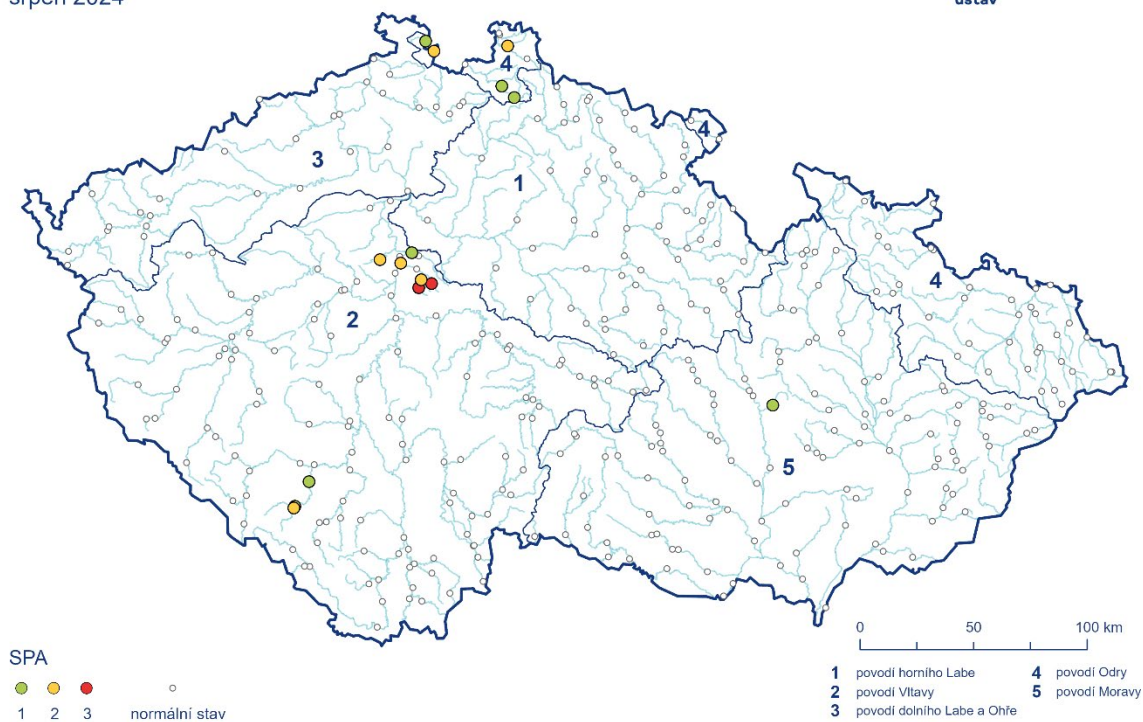 srpen 2024
ústav
4
4
3
1
4
2
5
SPA
1 2 3 normální stav
0 50 100 km
1 povodí horního Labe
2 povodí Vltavy
3 povodí dolního Labe a Ohře
4 povodí Odry
5 povodí Moravy